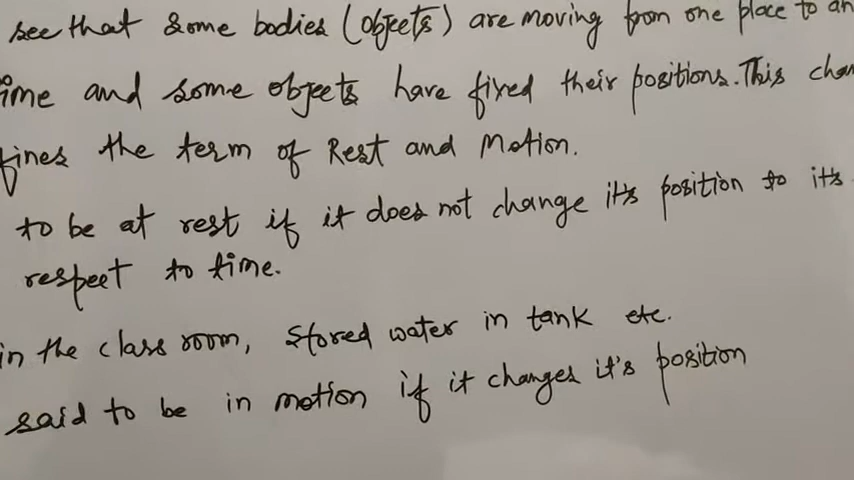 see that some bodies (objects) are moving from one place to an
ime and some objects have fixed their positions. This chan
fines the term of Rest and Motion.
to be at rest if it does not change it's position to it's
respect to time.
in the class room, stored water in tank etc.
said to be in motion if it changes it's position